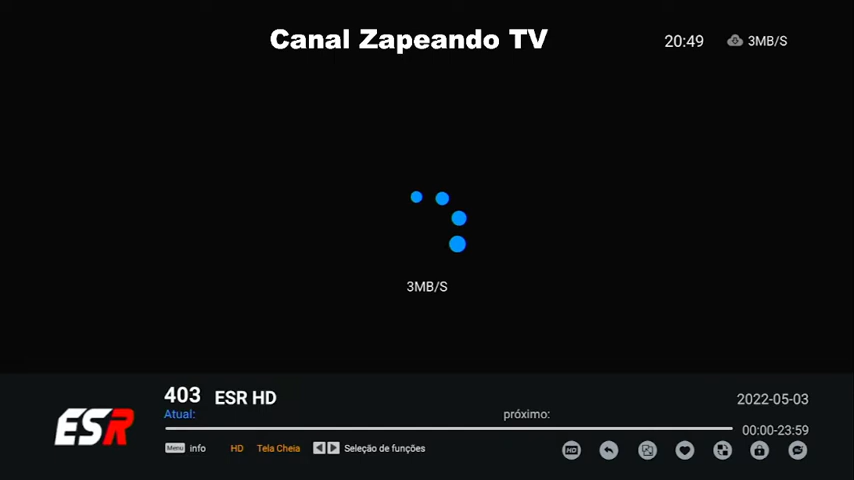 Canal Zapeando TV
20:49
3MB/S
3MB/S
403 ESR HD
2022-05-03
Atual:
próximo:
00:00-23:59
ESR
Menu info HD Tela Cheia Seleção de funções
HD